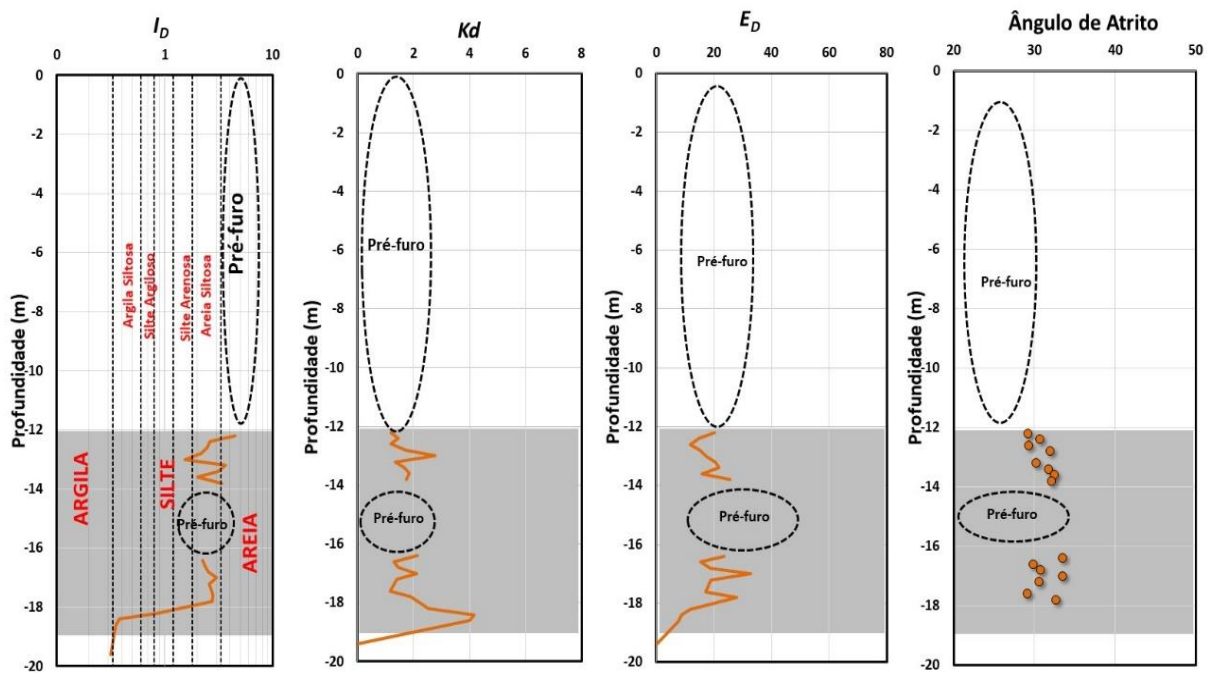 I_D
0 1 10
0
-2
-4
-6
-8
-10
-12
-14
-16
-18
-20
Profundidade (m)
Argila Siltosa
Silte Argiloso
Silte Arenosa
Areia Siltosa
Pré-furo
ARGILA
SILTE
AREIA
Pré-furo
Kd
0 2 4 6 8
0
-2
-4
-6
-8
-10
-12
-14
-16
-18
-20
Profundidade (m)
Pré-furo
Pré-furo
E_D
0 20 40 60 80
0
-2
-4
-6
-8
-10
-12
-14
-16
-18
-20
Profundidade (m)
Pré-furo
Pré-furo
Ângulo de Atrito
20 30 40 50
0
-2
-4
-6
-8
-10
-12
-14
-16
-18
-20
Profundidade (m)
Pré-furo
Pré-furo